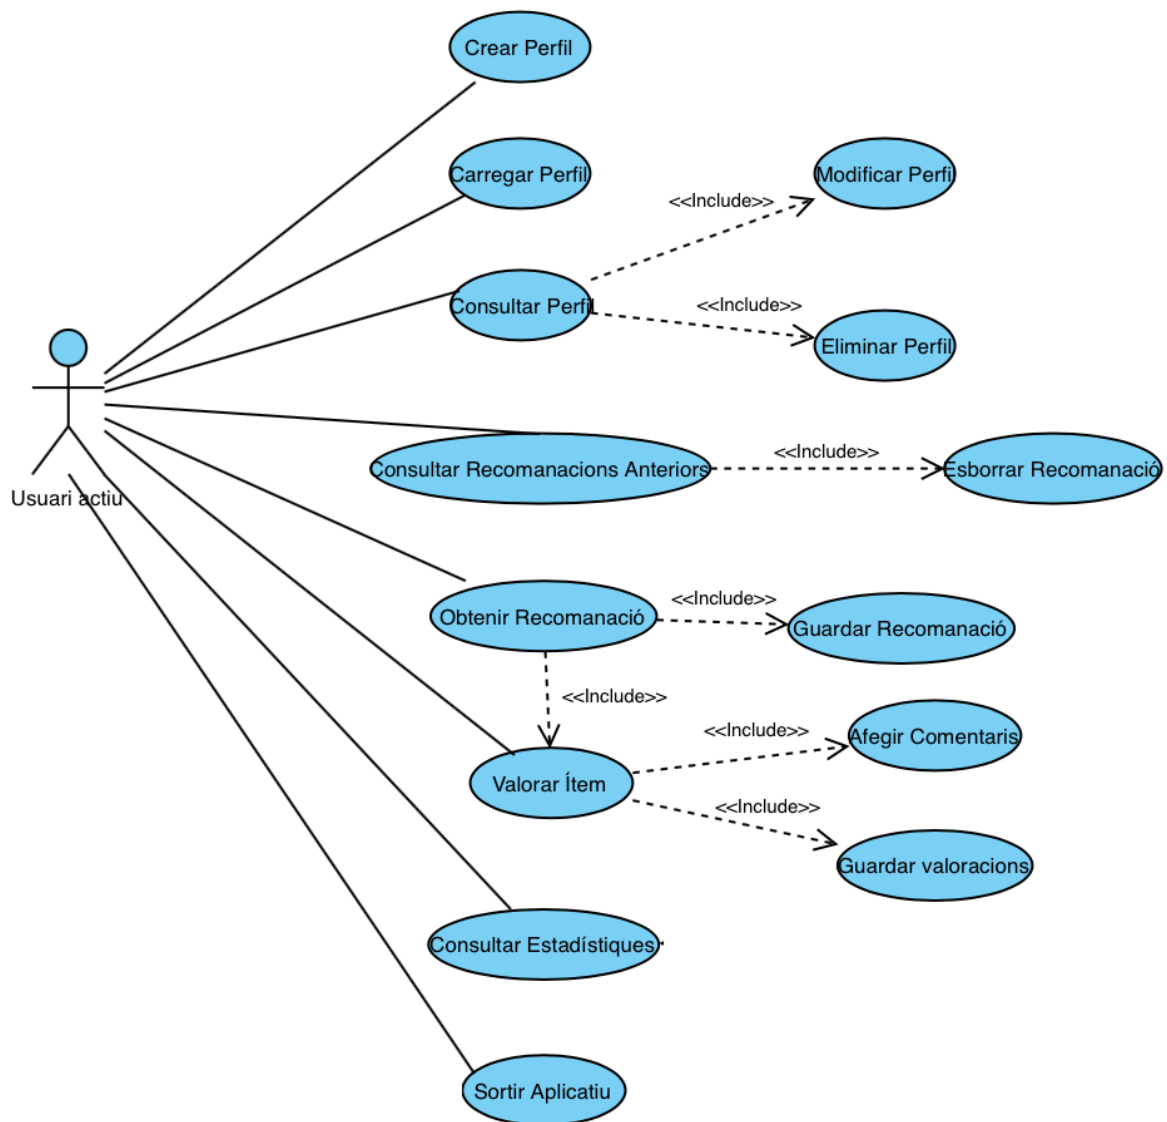 Crear Perfil
Carregar Perfil
Modificar Perfil
<<Include>>
Consultar Perfil
<<Include>>
Eliminar Perfil
Usuari actiu
Consultar Recomanacions Anteriors
<<Include>>
Esborrar Recomanació
Obtenir Recomanació
<<Include>>
Guardar Recomanació
<<Include>>
Valorar Ítem
<<Include>>
Afegir Comentaris
<<Include>>
Guardar valoracions
Consultar Estadístiques
Sortir Aplicatiu